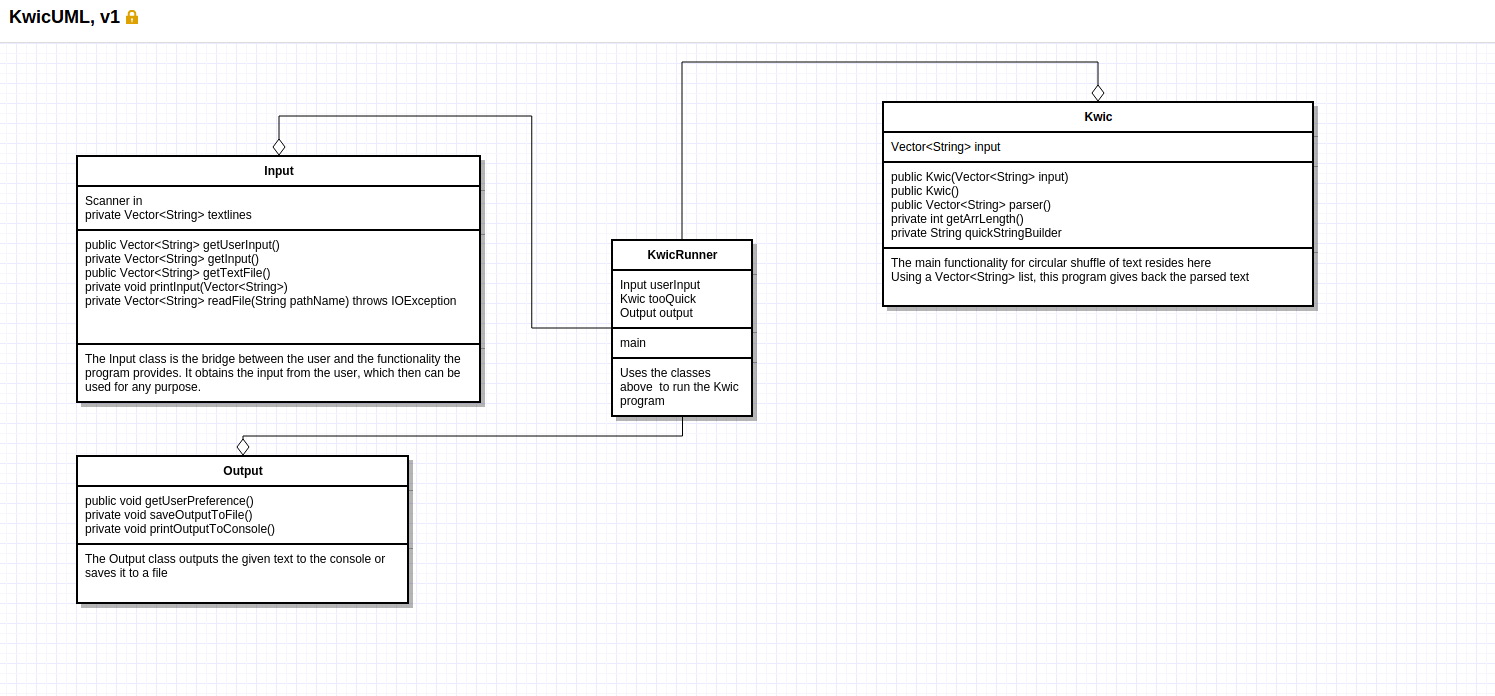 KwicUML, v1
Input
Scanner in
private Vector<String> textlines
public Vector<String> getUserInput()
private Vector<String> getInput()
public Vector<String> getTextFile()
private void printInput(Vector<String>)
private Vector<String> readFile(String pathName) throws IOException
The Input class is the bridge between the user and the functionality the
program provides. It obtains the input from the user, which then can be
used for any purpose.
Output
public void getUserPreference()
private void saveOutputToFile()
private void printOutputToConsole()
The Output class outputs the given text to the console or
saves it to a file
KwicRunner
Input userInput
Kwic tooQuick
Output output
main
Uses the classes
above  to run the Kwic
program
Kwic
Vector<String> input
public Kwic(Vector<String> input)
public Kwic()
public Vector<String> parser()
private int getArrLength()
private String quickStringBuilder
The main functionality for circular shuffle of text resides here
Using a Vector<String> list, this program gives back the parsed text